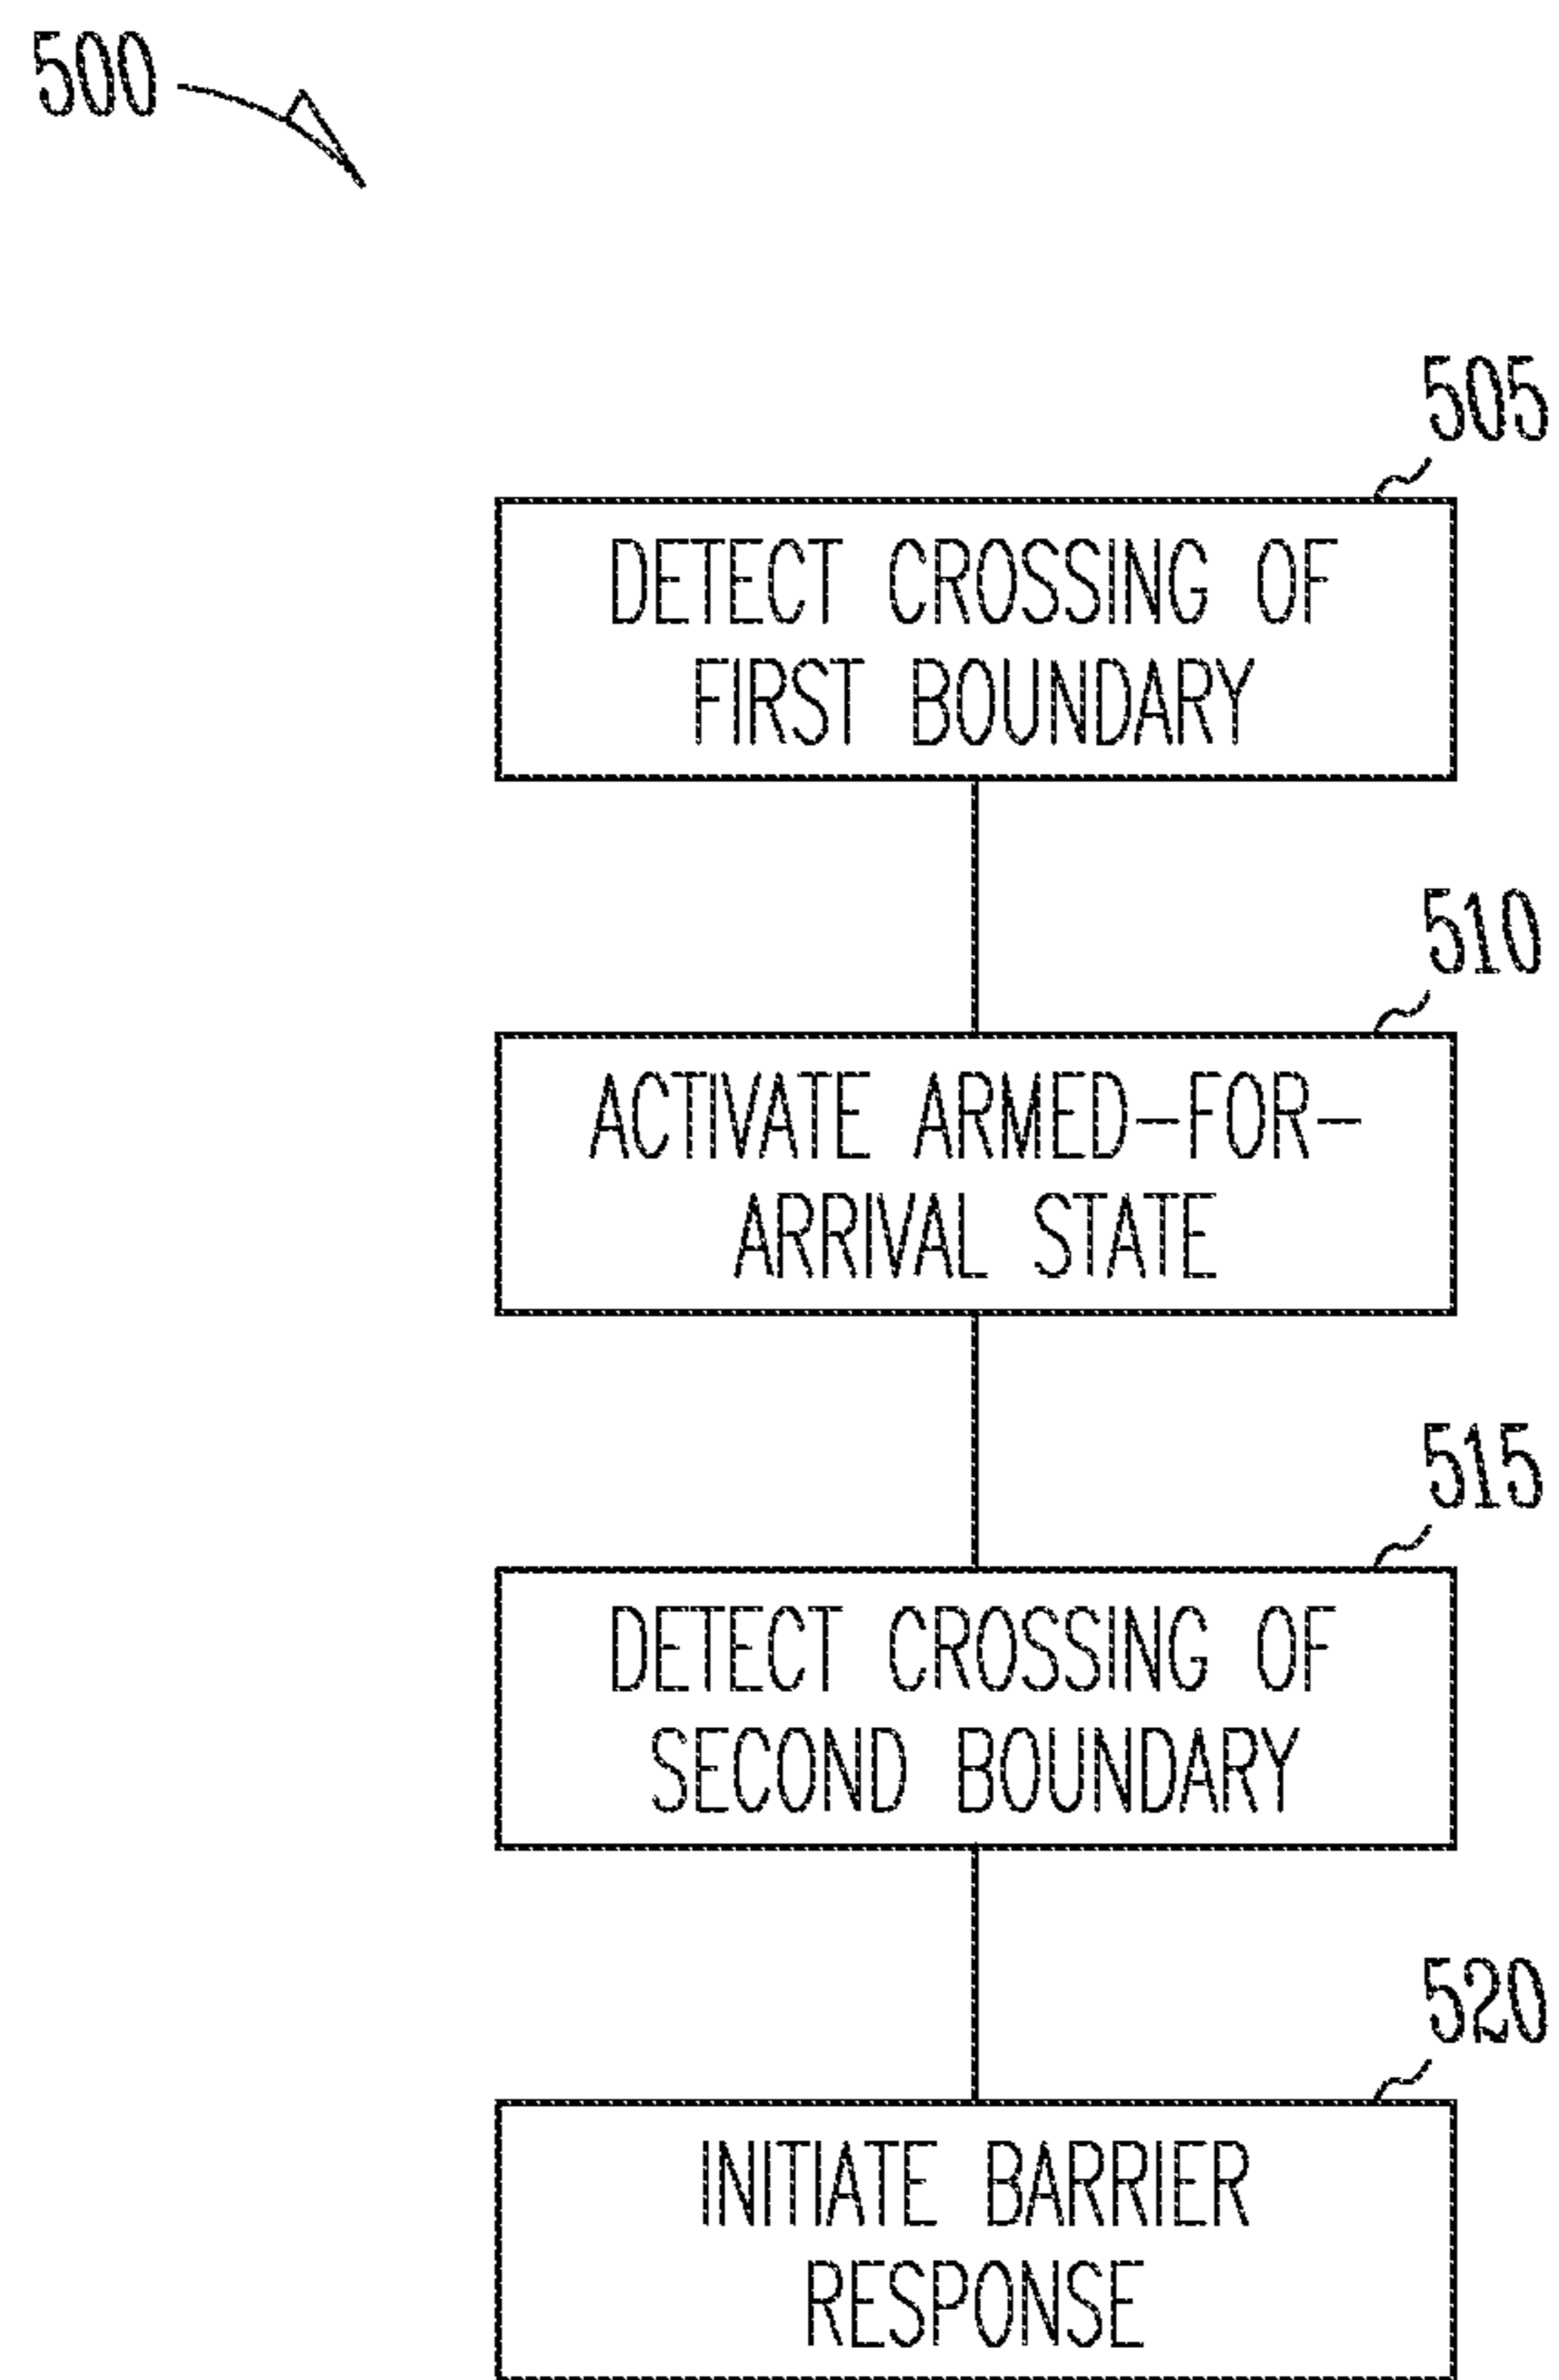 500
505
DETECT CROSSING OF
FIRST BOUNDARY
510
ACTIVATE ARMED-FOR-
ARRIVAL STATE
515
DETECT CROSSING OF
SECOND BOUNDARY
520
INITIATE BARRIER
RESPONSE